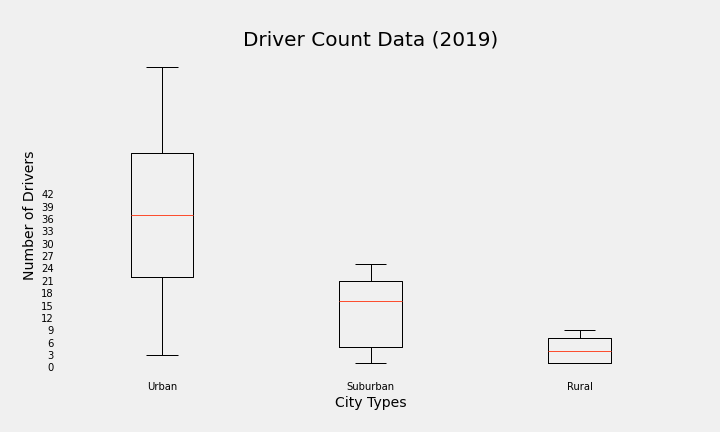 Driver Count Data (2019)
Number of Drivers
42
39
36
33
30
27
24
21
18
15
12
9
6
3
0
Urban
Suburban
Rural
City Types